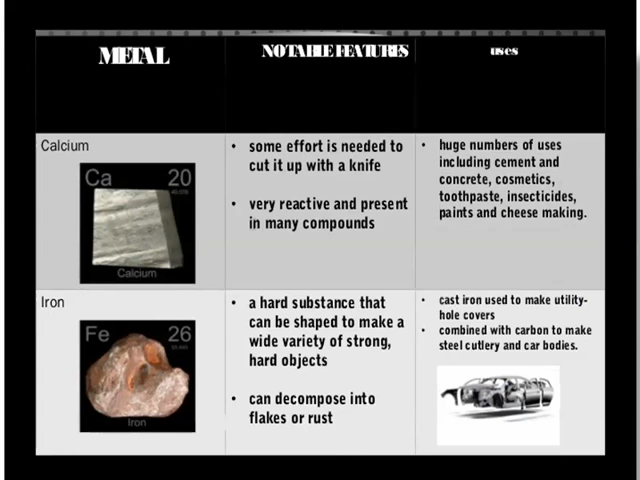 METAL
NOTABLE FEATURES
uses
Calcium
Ca 20
Calcium
• some effort is needed to
cut it up with a knife
• very reactive and present
in many compounds
• huge numbers of uses
including cement and
concrete, cosmetics,
toothpaste, insecticides,
paints and cheese making.
Iron
Fe 26
Iron
• a hard substance that
can be shaped to make a
wide variety of strong,
hard objects
• can decompose into
flakes or rust
• cast iron used to make utility-
hole covers
• combined with carbon to make
steel cutlery and car bodies.